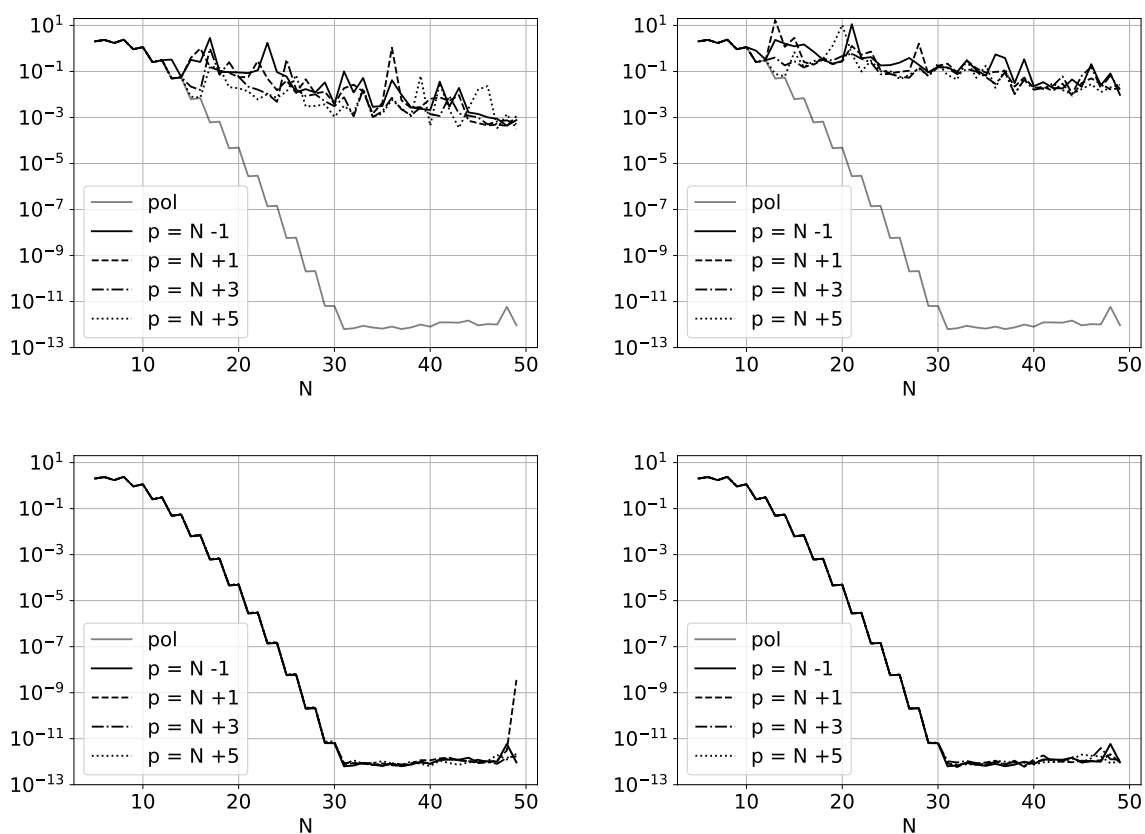 10^1
10^-1
10^-3
10^-5
10^-7
10^-9
10^-11
10^-13
pol
p = N -1
p = N +1
p = N +3
p = N +5
10 20 30 40 50
N
10^1
10^-1
10^-3
10^-5
10^-7
10^-9
10^-11
10^-13
pol
p = N -1
p = N +1
p = N +3
p = N +5
10 20 30 40 50
N
10^1
10^-1
10^-3
10^-5
10^-7
10^-9
10^-11
10^-13
pol
p = N -1
p = N +1
p = N +3
p = N +5
10 20 30 40 50
N
10^1
10^-1
10^-3
10^-5
10^-7
10^-9
10^-11
10^-13
pol
p = N -1
p = N +1
p = N +3
p = N +5
10 20 30 40 50
N